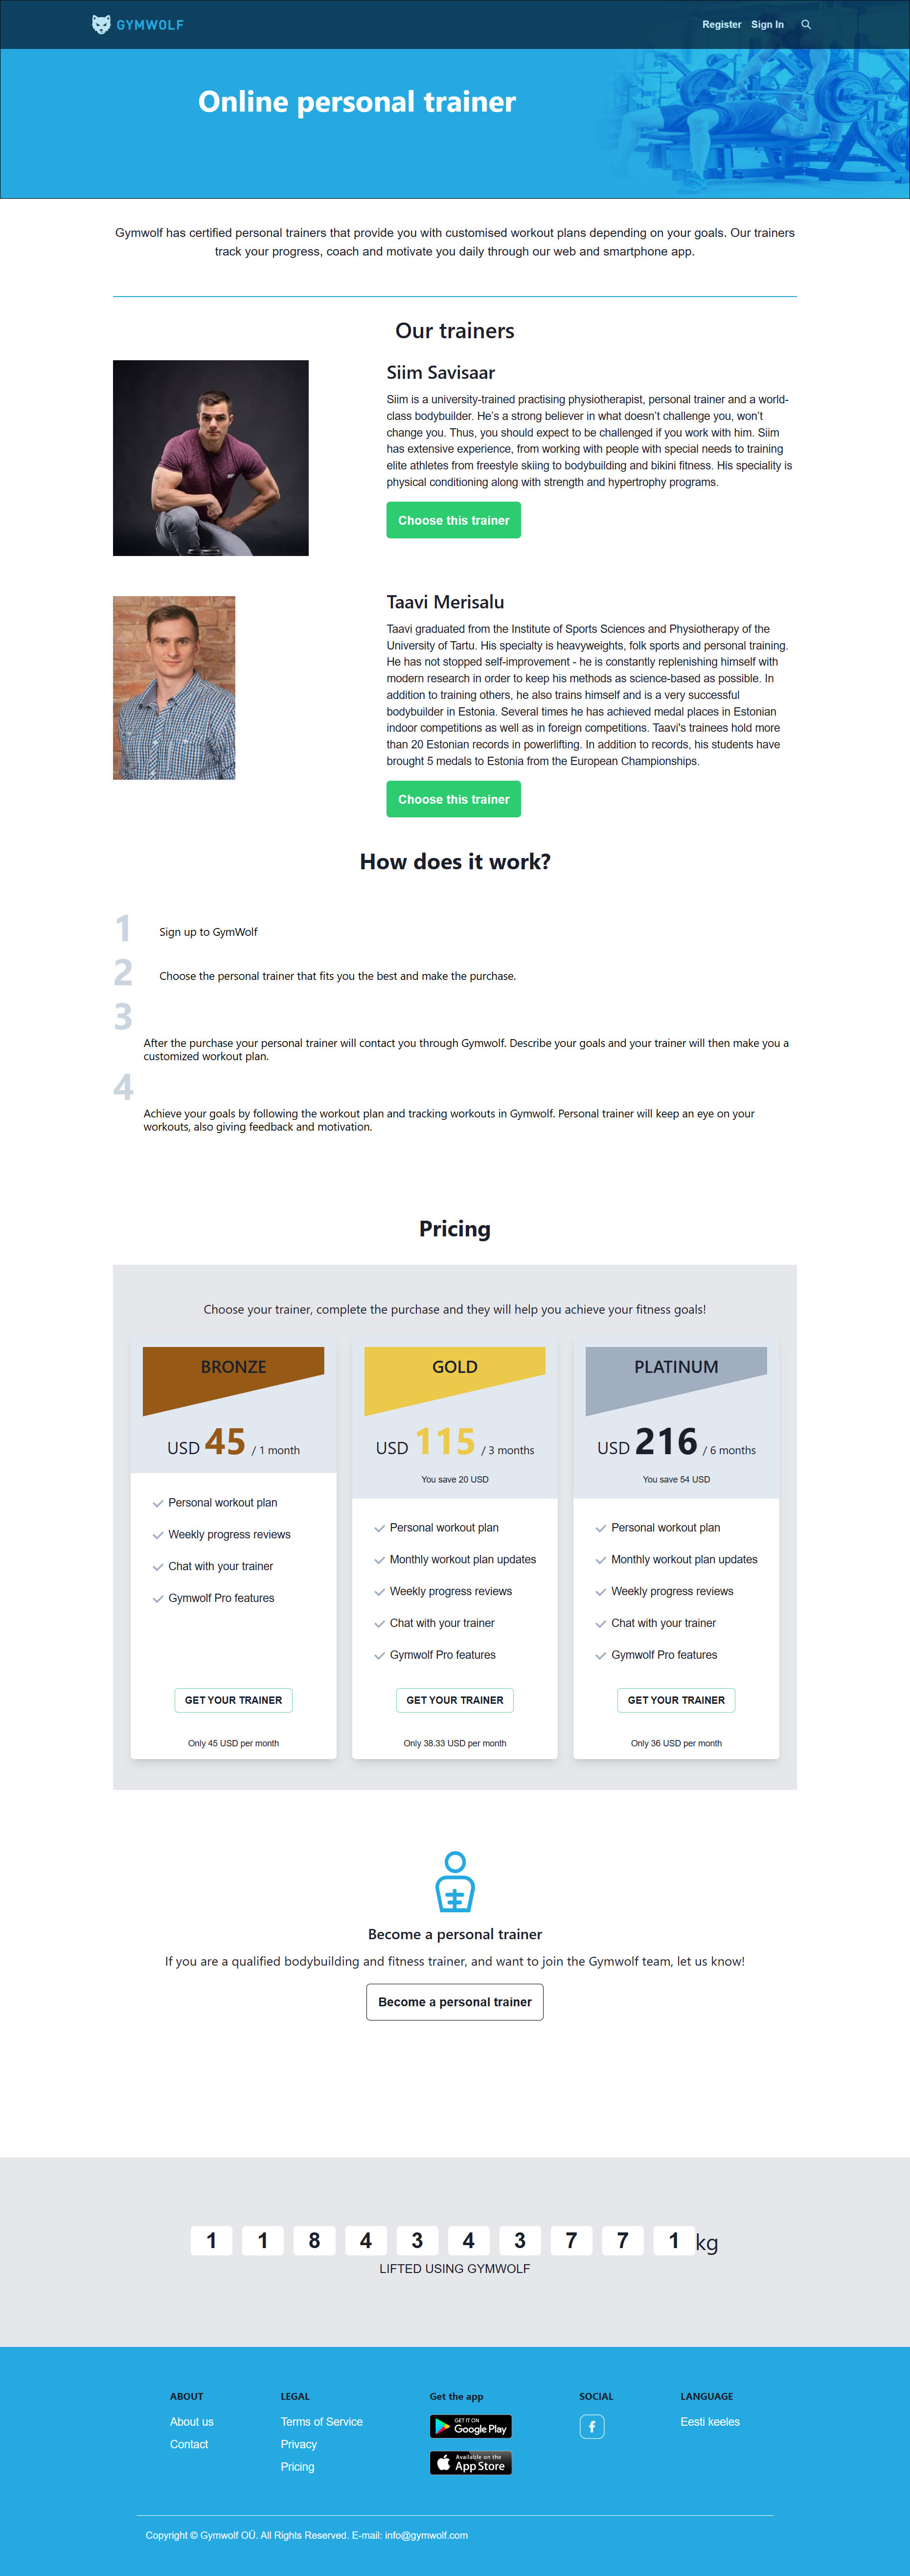 GYMWOLF
Register Sign In
Online personal trainer
Gymwolf has certified personal trainers that provide you with customised workout plans depending on your goals. Our trainers
track your progress, coach and motivate you daily through our web and smartphone app.
Our trainers
Siim Savisaar
Siim is a university-trained practising physiotherapist, personal trainer and a world-
class bodybuilder. He's a strong believer in what doesn't challenge you, won't
change you. Thus, you should expect to be challenged if you work with him. Siim
has extensive experience, from working with people with special needs to training
elite athletes from freestyle skiing to bodybuilding and bikini fitness. His speciality is
physical conditioning along with strength and hypertrophy programs.
Choose this trainer
Taavi Merisalu
Taavi graduated from the Institute of Sports Sciences and Physiotherapy of the
University of Tartu. His specialty is heavyweights, folk sports and personal training.
He has not stopped self-improvement - he is constantly replenishing himself with
modern research in order to keep his methods as science-based as possible. In
addition to training others, he also trains himself and is a very successful
bodybuilder in Estonia. Several times he has achieved medal places in Estonian
indoor competitions as well as in foreign competitions. Taavi's trainees hold more
than 20 Estonian records in powerlifting. In addition to records, his students have
brought 5 medals to Estonia from the European Championships.
Choose this trainer
How does it work?
1 Sign up to GymWolf
2 Choose the personal trainer that fits you the best and make the purchase.
3
After the purchase your personal trainer will contact you through Gymwolf. Describe your goals and your trainer will then make you a
customized workout plan.
4
Achieve your goals by following the workout plan and tracking workouts in Gymwolf. Personal trainer will keep an eye on your
workouts, also giving feedback and motivation.
Pricing
Choose your trainer, complete the purchase and they will help you achieve your fitness goals!
BRONZE
USD 45 / 1 month
Personal workout plan
Weekly progress reviews
Chat with your trainer
Gymwolf Pro features
GET YOUR TRAINER
Only 45 USD per month
GOLD
USD 115 / 3 months
You save 20 USD
Personal workout plan
Monthly workout plan updates
Weekly progress reviews
Chat with your trainer
Gymwolf Pro features
GET YOUR TRAINER
Only 38.33 USD per month
PLATINUM
USD 216 / 6 months
You save 54 USD
Personal workout plan
Monthly workout plan updates
Weekly progress reviews
Chat with your trainer
Gymwolf Pro features
GET YOUR TRAINER
Only 36 USD per month
Become a personal trainer
If you are a qualified bodybuilding and fitness trainer, and want to join the Gymwolf team, let us know!
Become a personal trainer
1 1 8 4 3 4 3 7 7 1 kg
LIFTED USING GYMWOLF
ABOUT
About us
Contact
LEGAL
Terms of Service
Privacy
Pricing
Get the app
GET IT ON
Google Play
Available on the
App Store
SOCIAL
LANGUAGE
Eesti keeles
Copyright © Gymwolf OÜ. All Rights Reserved. E-mail: info@gymwolf.com